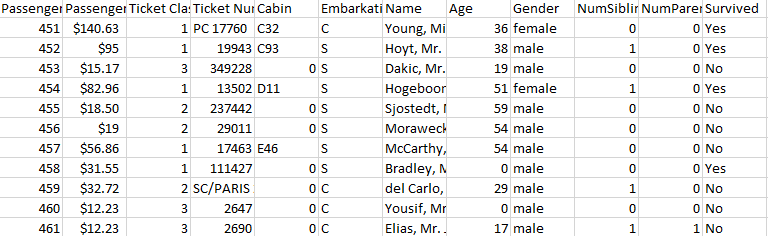 Passenger Passenger Ticket Clas Ticket Nur Cabin Embarkati Name Age Gender NumSiblin NumParen Survived
451 $140.63 1 PC 17760 C32 C Young, Mi 36 female 0 0 Yes
452 $95 1 19943 C93 S Hoyt, Mr. 38 male 1 0 Yes
453 $15.17 3 349228 0 S Dakic, Mr. 19 male 0 0 No
454 $82.96 1 13502 D11 S Hogeboor 51 female 1 0 Yes
455 $18.50 2 237442 0 S Sjostedt, 59 male 0 0 No
456 $19 2 29011 0 S Moraweck 54 male 0 0 No
457 $56.86 1 17463 E46 S McCarthy, 54 male 0 0 No
458 $31.55 1 111427 0 S Bradley, M 0 male 0 0 Yes
459 $32.72 2 SC/PARIS 0 C del Carlo, 29 male 1 0 No
460 $12.23 3 2647 0 C Yousif, Mr 0 male 0 0 No
461 $12.23 3 2690 0 C Elias, Mr. 17 male 1 1 No